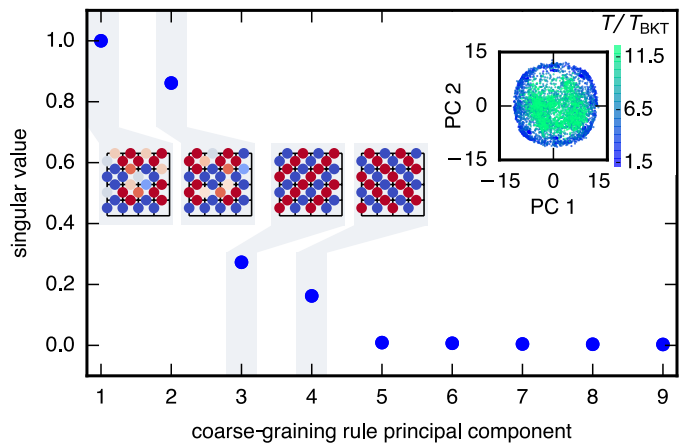 T/T_BKT
1.0
0.8
0.6
0.4
0.2
0.0
singular value
15
0
−15
PC 2
−15 0 15
PC 1
11.5
6.5
1.5
1 2 3 4 5 6 7 8 9
coarse-graining rule principal component